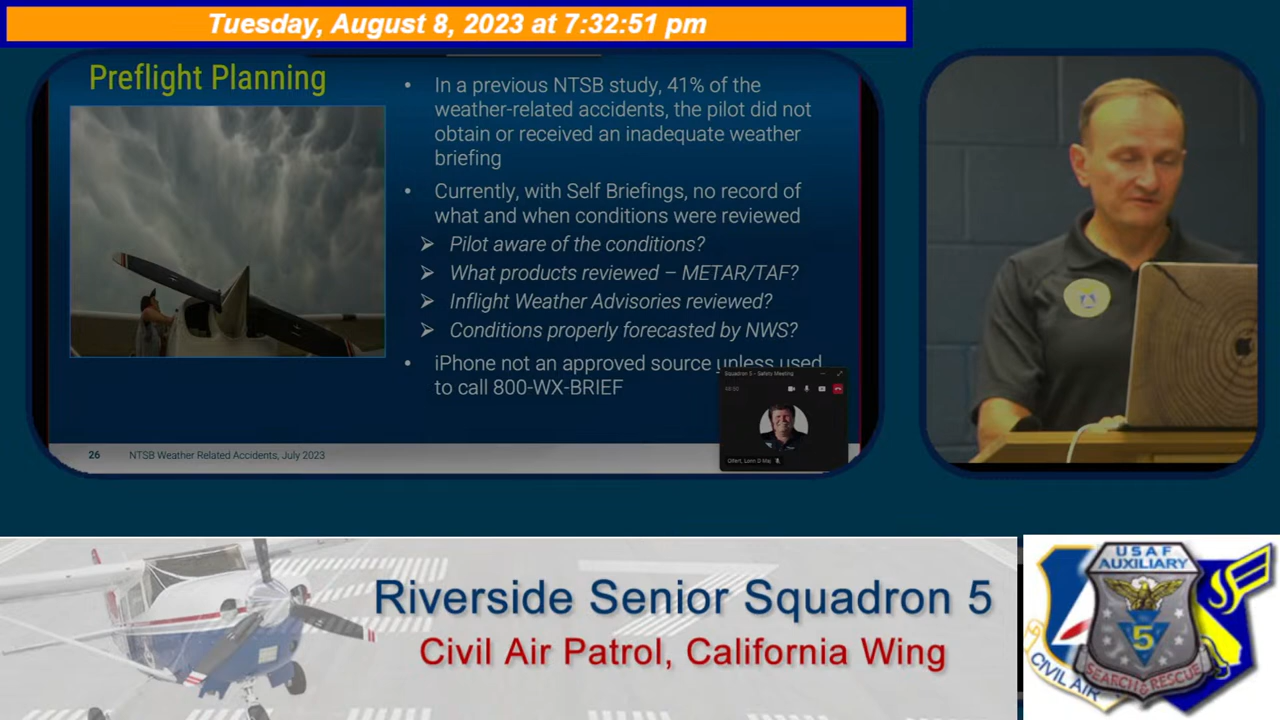 Tuesday, August 8, 2023 at 7:32:51 pm
Preflight Planning
• In a previous NTSB study, 41% of the
weather-related accidents, the pilot did not
obtain or received an inadequate weather
briefing
• Currently, with Self Briefings, no record of
what and when conditions were reviewed
➢ Pilot aware of the conditions?
➢ What products reviewed – METAR/TAF?
➢ Inflight Weather Advisories reviewed?
➢ Conditions properly forecasted by NWS?
• iPhone not an approved source unless used
to call 800-WX-BRIEF
Squadron 5 - Safety Meeting
26 NTSB Weather Related Accidents, July 2023
Riverside Senior Squadron 5
Civil Air Patrol, California Wing
USAF
AUXILIARY
5
SEARCH & RESCUE
CIVIL AIR